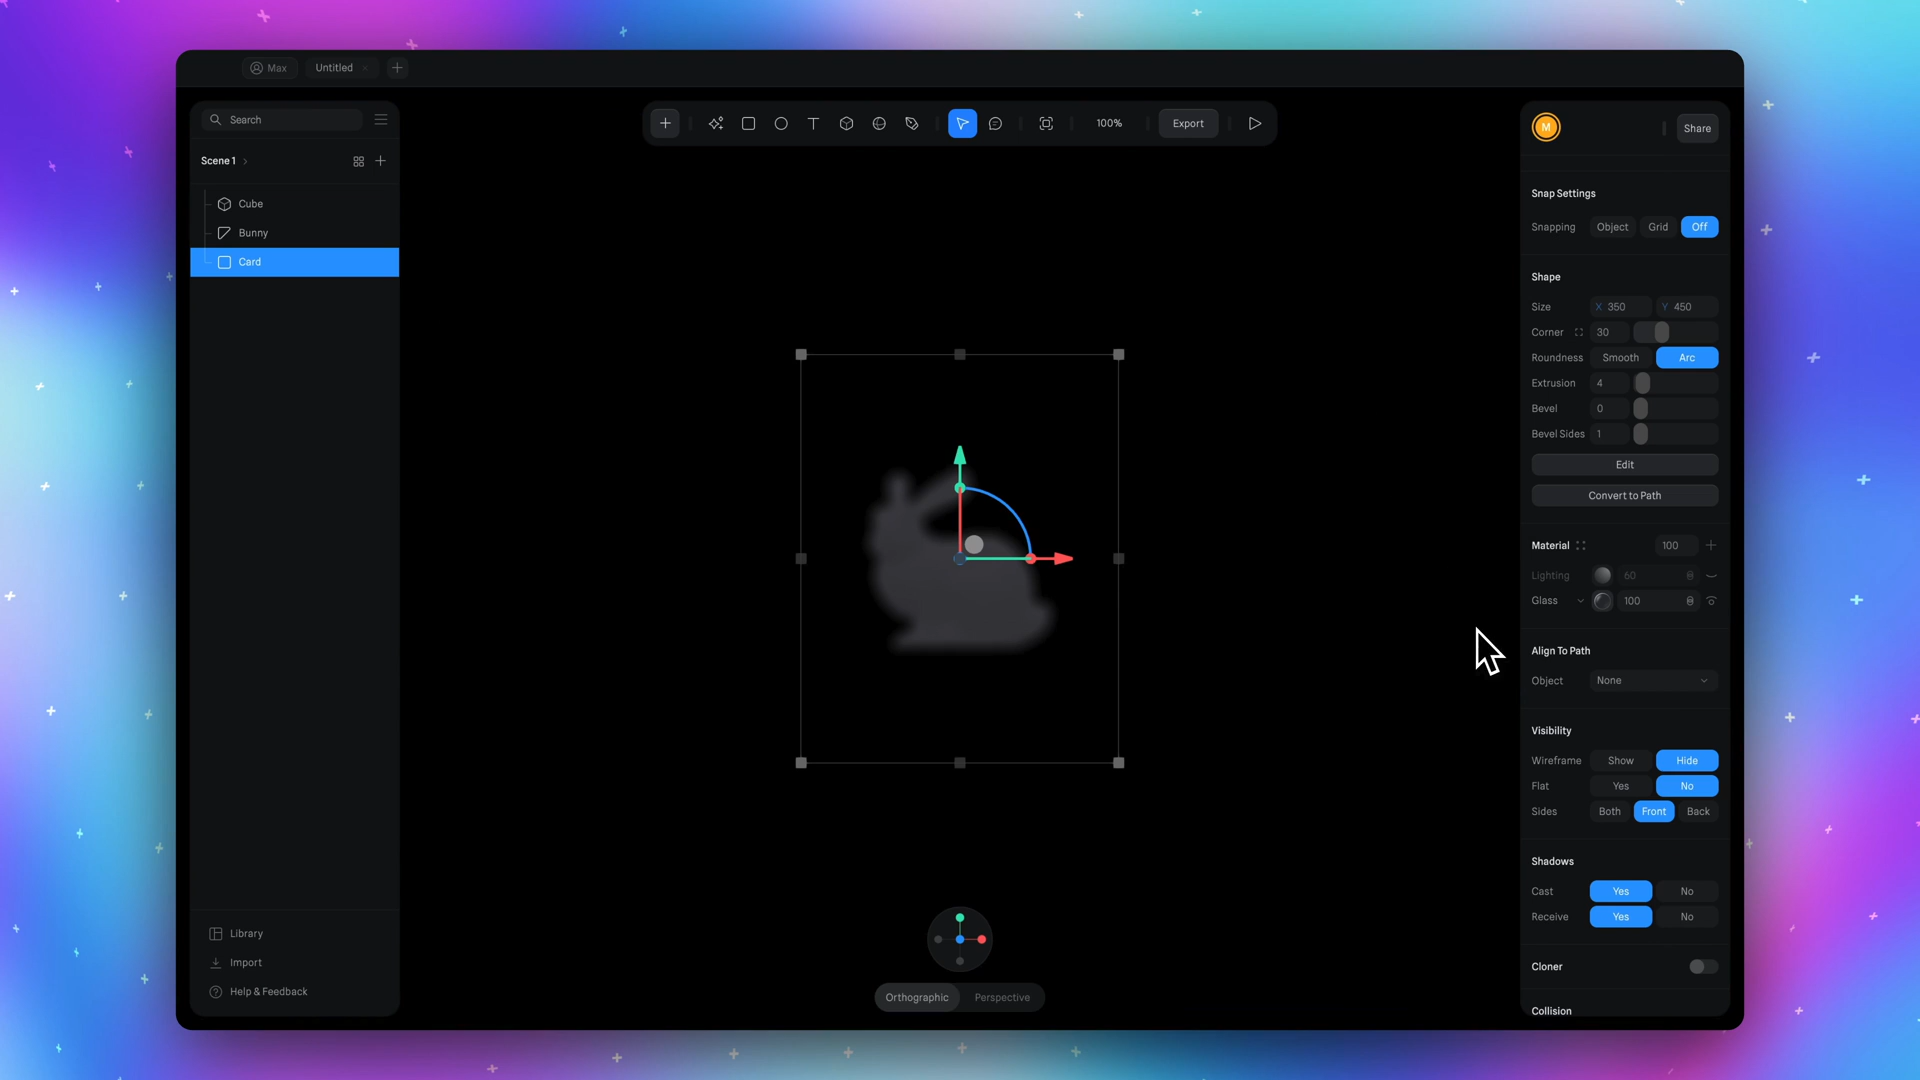 Max
Untitled
Search
Scene 1
Cube
Bunny
Card
Library
Import
Help & Feedback
100%
Export
Orthographic
Perspective
M
Share
Snap Settings
Snapping Object Grid Off
Shape
Size X 350 Y 450
Corner 30
Roundness Smooth Arc
Extrusion 4
Bevel 0
Bevel Sides 1
Edit
Convert to Path
Material 100
Lighting 60
Glass 100
Align To Path
Object None
Visibility
Wireframe Show Hide
Flat Yes No
Sides Both Front Back
Shadows
Cast Yes No
Receive Yes No
Cloner
Collision